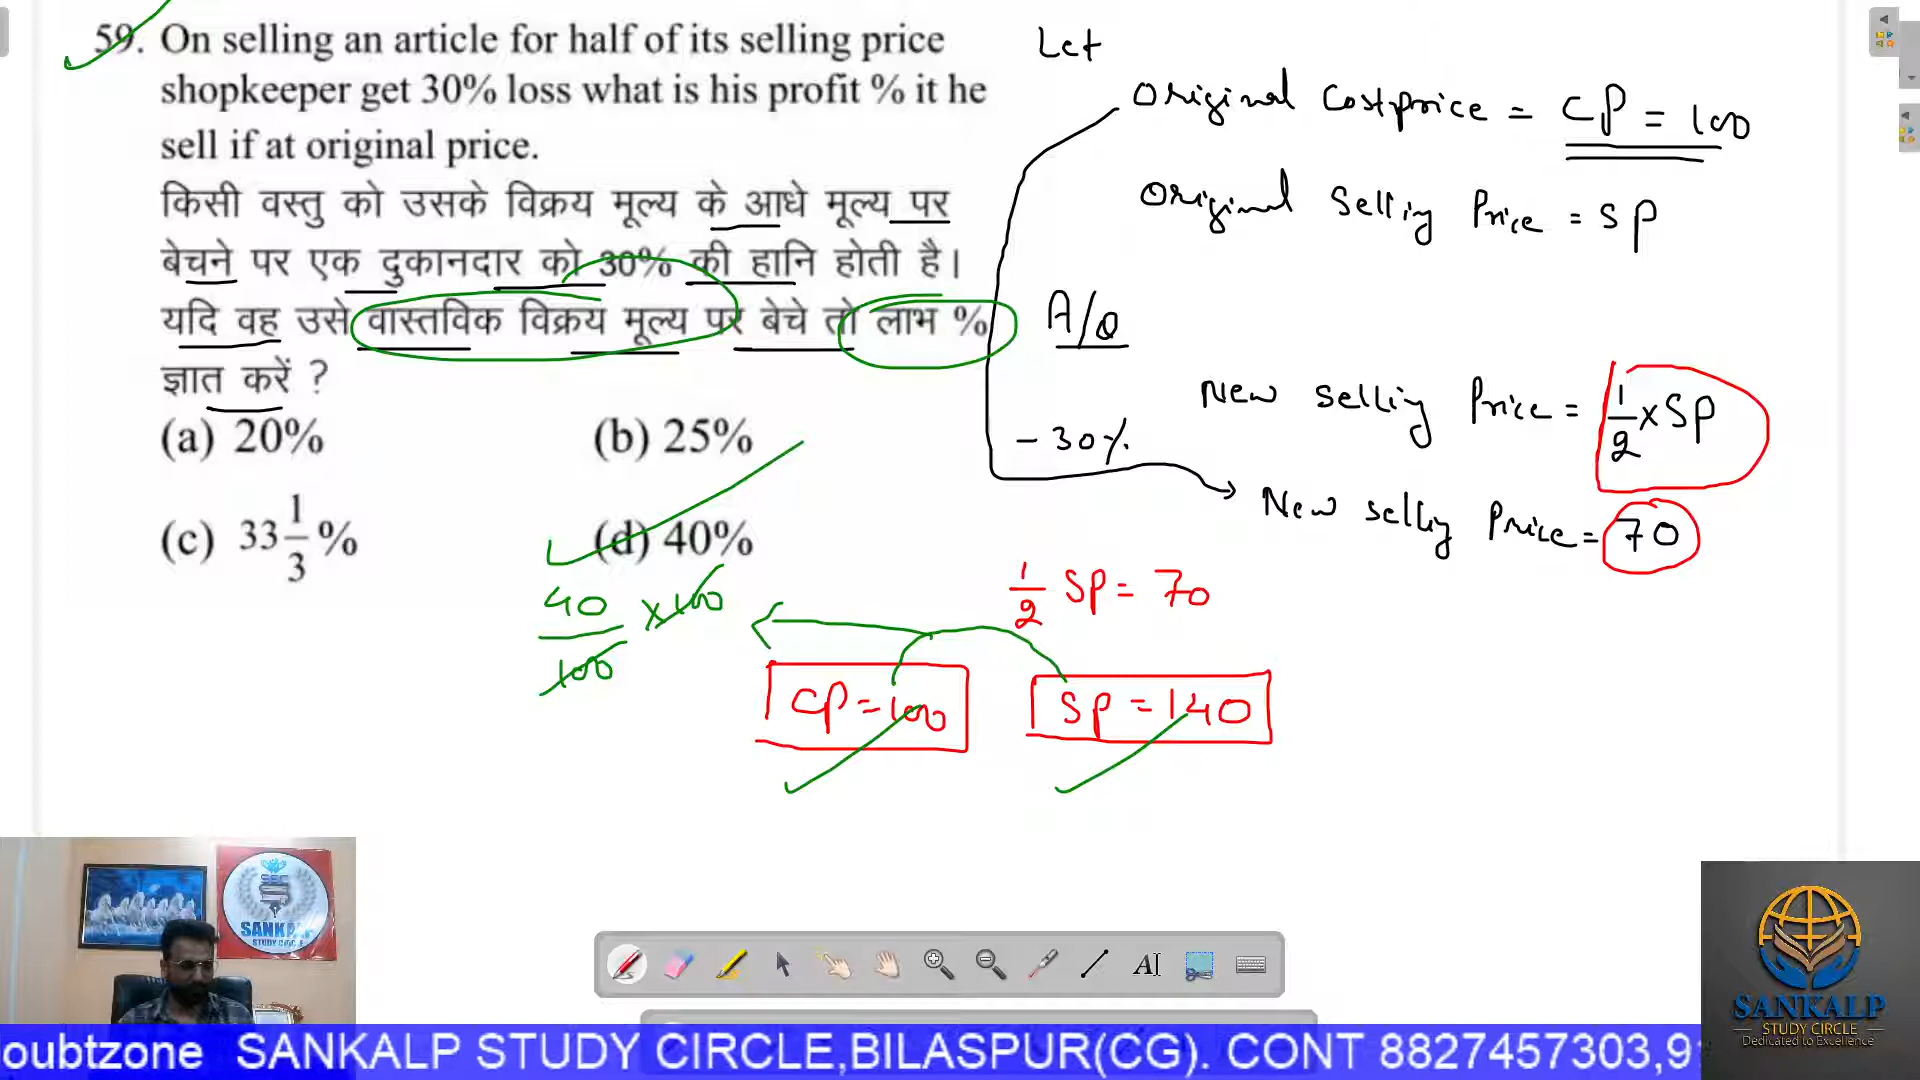 59. On selling an article for half of its selling price
shopkeeper get 30% loss what is his profit % it he
sell if at original price.
किसी वस्तु को उसके विक्रय मूल्य के आधे मूल्य पर
बेचने पर एक दुकानदार को 30% की हानि होती है।
यदि वह उसे वास्तविक विक्रय मूल्य पर बेचे तो लाभ %
ज्ञात करें ?
(a) 20% (b) 25%
(c) 33 1/3 % (d) 40%
40/100 ×100
Let
Original Costprice = CP = 100
Original Selling Price = SP
A/Q
New Selling Price = 1/2 × SP
- 30%
New Selling Price = 70
1/2 SP = 70
CP = 100 SP = 140
SBC
SANKALP
STUDY CIRCLE
AI
SANKALP
STUDY CIRCLE
Dedicated to Excellence
oubtzone SANKALP STUDY CIRCLE,BILASPUR(CG). CONT 8827457303,9